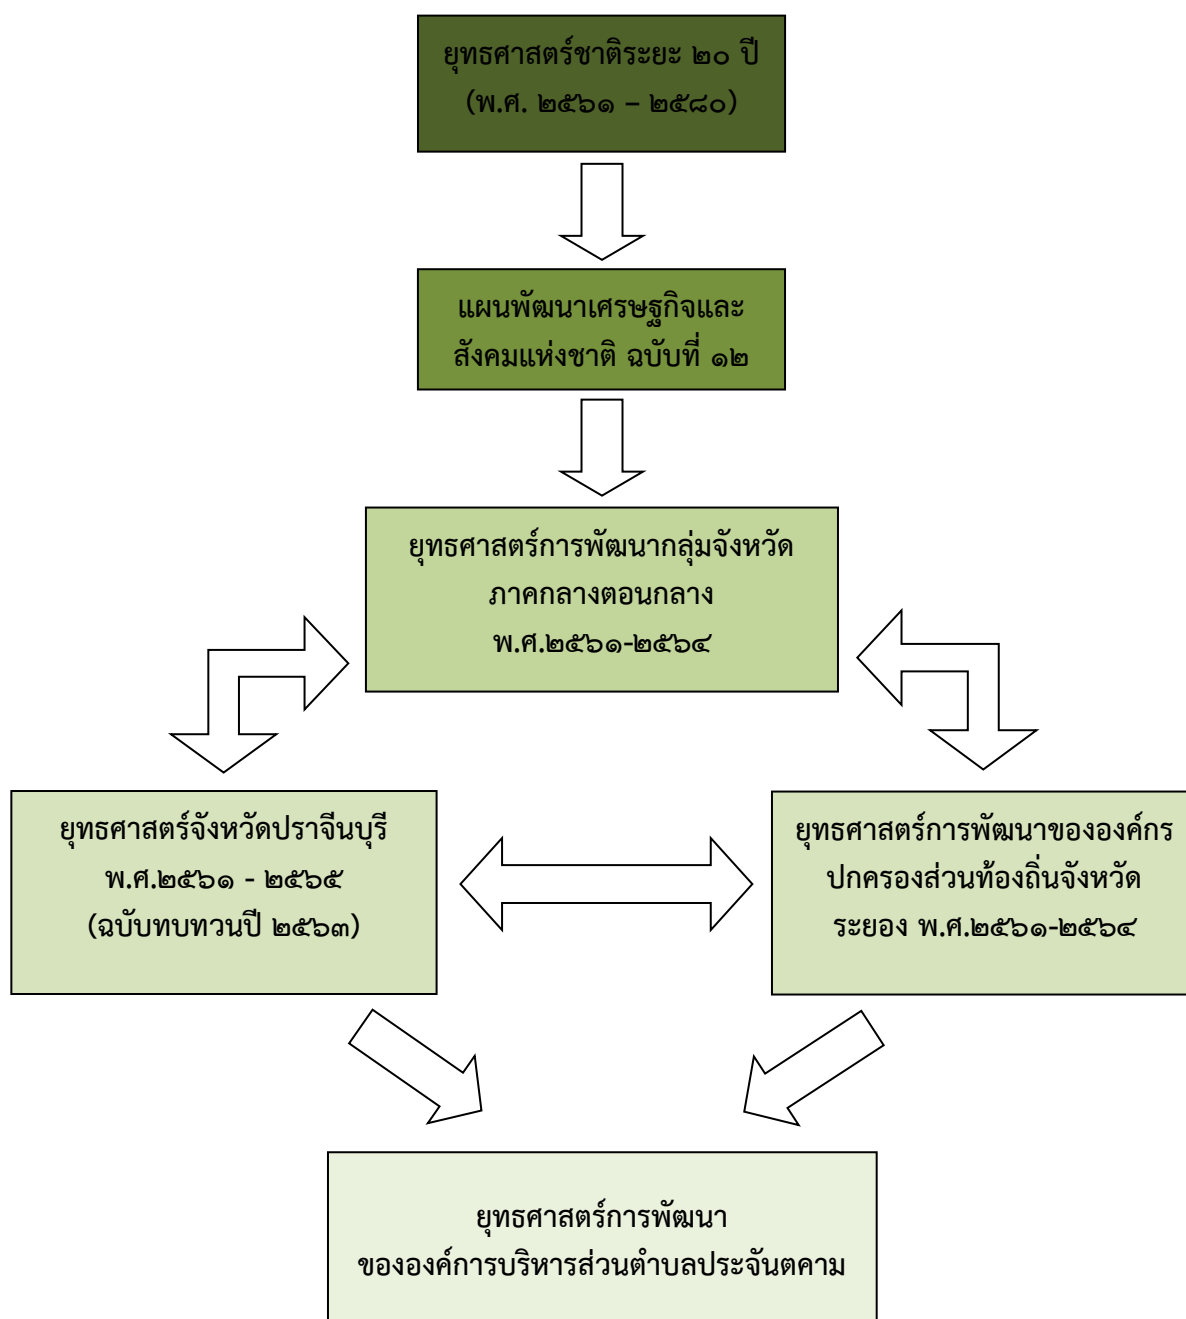 ยุทธศาสตร์ชาติระยะ ๒๐ ปี
(พ.ศ. ๒๕๖๑ – ๒๕๘๐)
แผนพัฒนาเศรษฐกิจและ
สังคมแห่งชาติ ฉบับที่ ๑๒
ยุทธศาสตร์การพัฒนากลุ่มจังหวัด
ภาคกลางตอนกลาง
พ.ศ.๒๕๖๑-๒๕๖๔
ยุทธศาสตร์จังหวัดปราจีนบุรี
พ.ศ.๒๕๖๑ - ๒๕๖๕
(ฉบับทบทวนปี ๒๕๖๓)
ยุทธศาสตร์การพัฒนาขององค์กร
ปกครองส่วนท้องถิ่นจังหวัด
ระยอง พ.ศ.๒๕๖๑-๒๕๖๔
ยุทธศาสตร์การพัฒนา
ขององค์การบริหารส่วนตำบลประจันตคาม